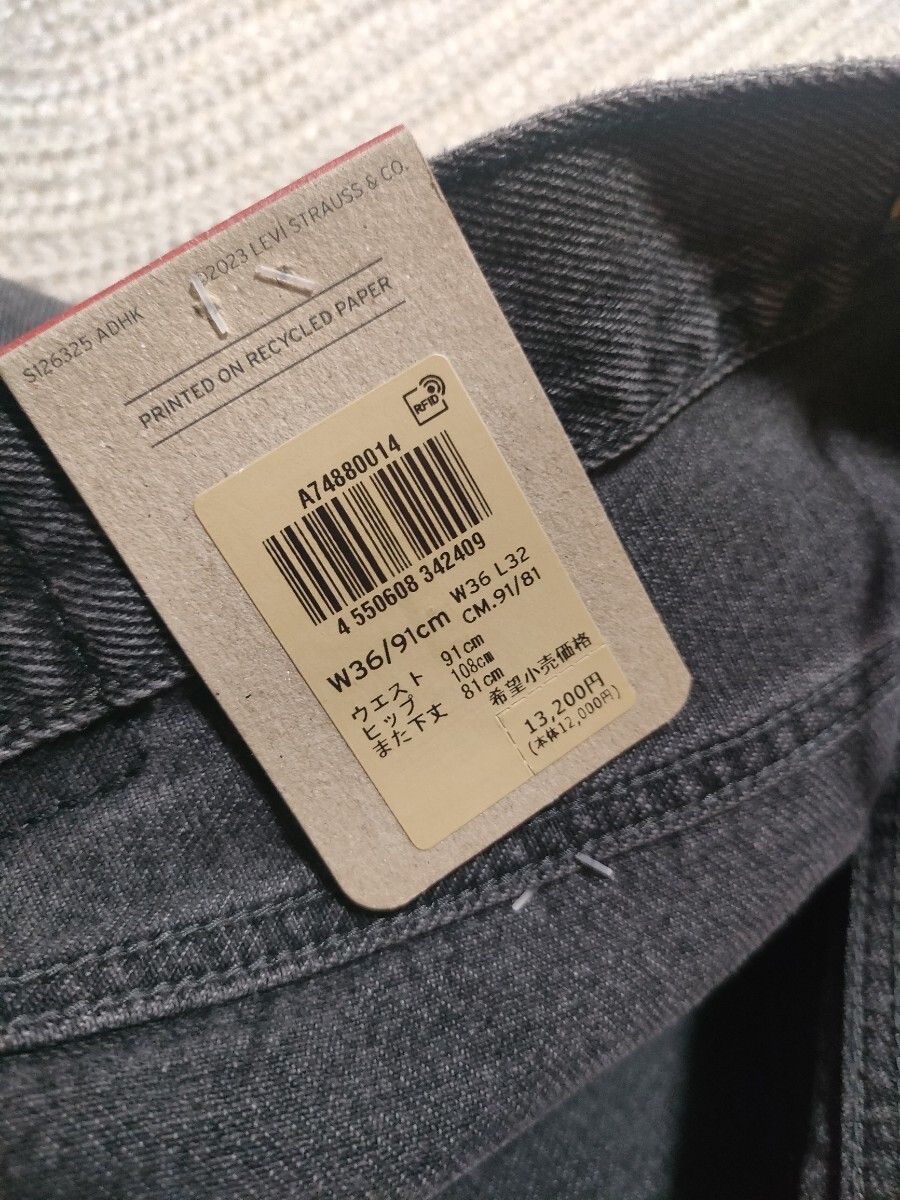 S126325 ADHK ©2023 LEVI STRAUSS & CO.
PRINTED ON RECYCLED PAPER
RFID
A74880014
4 550608 342409
W36/91cm W36 L32
CM.91/81
ウエスト 91cm
ヒップ 108cm
また下丈 81cm
希望小売価格
13,200円
(本体12,000円)